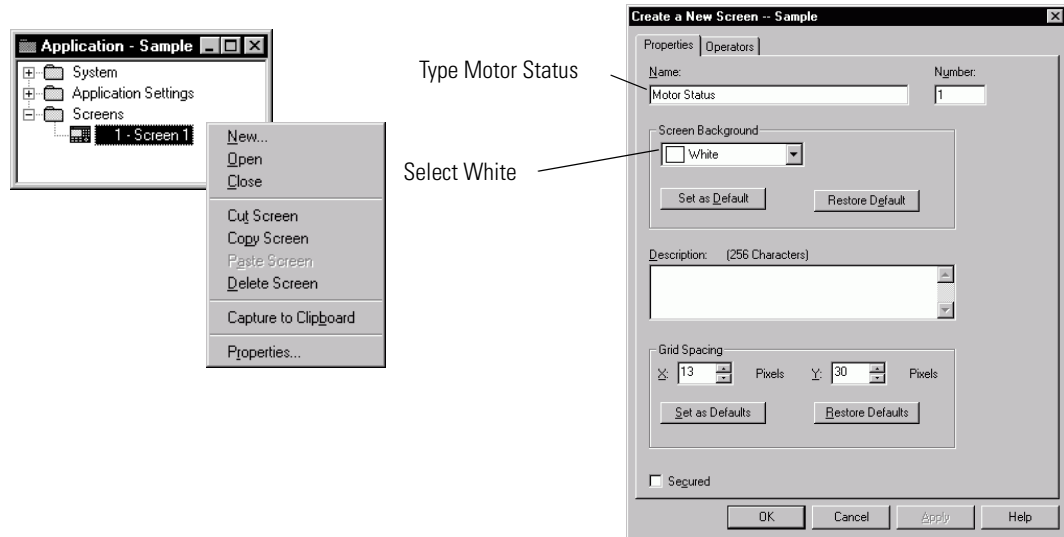 Application - Sample
System
Application Settings
Screens
1 - Screen 1
New...
Open
Close
Cut Screen
Copy Screen
Paste Screen
Delete Screen
Capture to Clipboard
Properties...
Type Motor Status
Select White
Create a New Screen -- Sample
Properties
Operators
Name:
Number:
Motor Status
1
Screen Background
White
Set as Default
Restore Default
Description: (256 Characters)
Grid Spacing
X: 13 Pixels Y: 30 Pixels
Set as Defaults
Restore Defaults
Secured
OK
Cancel
Apply
Help